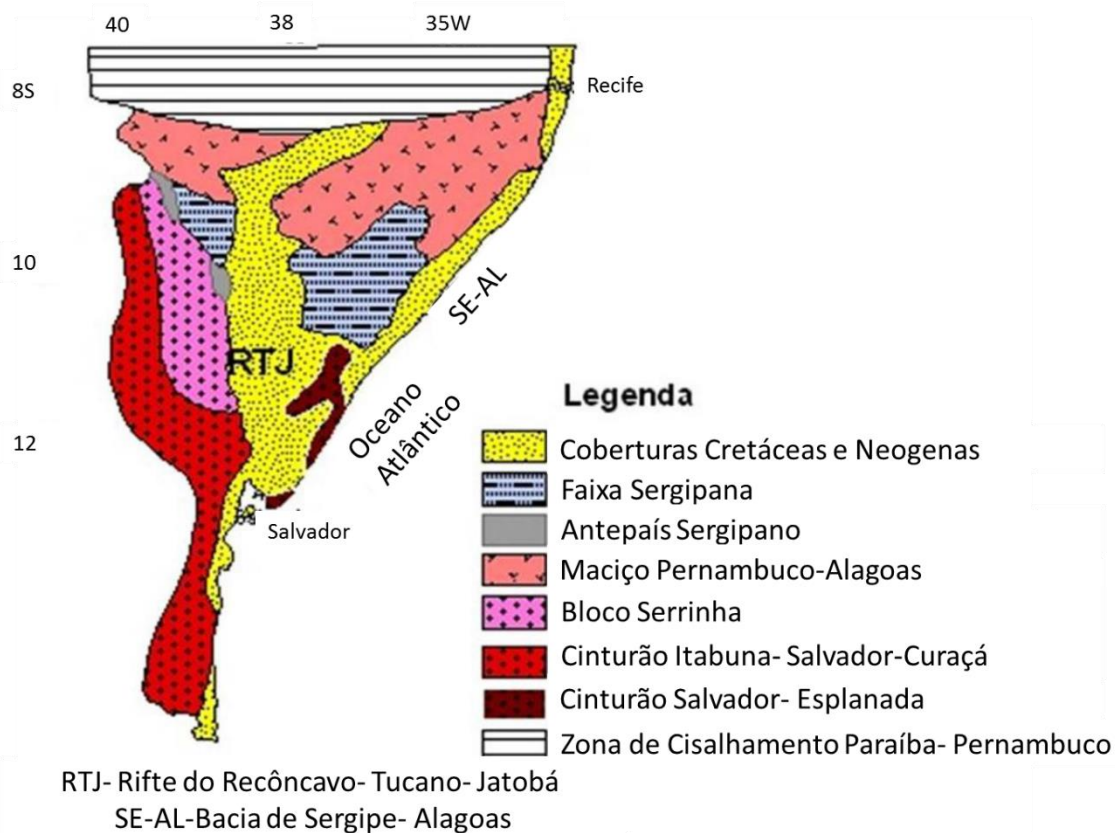 40 38 35W
8S
Recife
10
SE-AL
RTJ
Oceano
Atlântico
12
Salvador
Legenda
Coberturas Cretáceas e Neogenas
Faixa Sergipana
Antepaís Sergipano
Maciço Pernambuco-Alagoas
Bloco Serrinha
Cinturão Itabuna- Salvador-Curaçá
Cinturão Salvador- Esplanada
Zona de Cisalhamento Paraíba- Pernambuco
RTJ- Rifte do Recôncavo- Tucano- Jatobá
SE-AL-Bacia de Sergipe- Alagoas